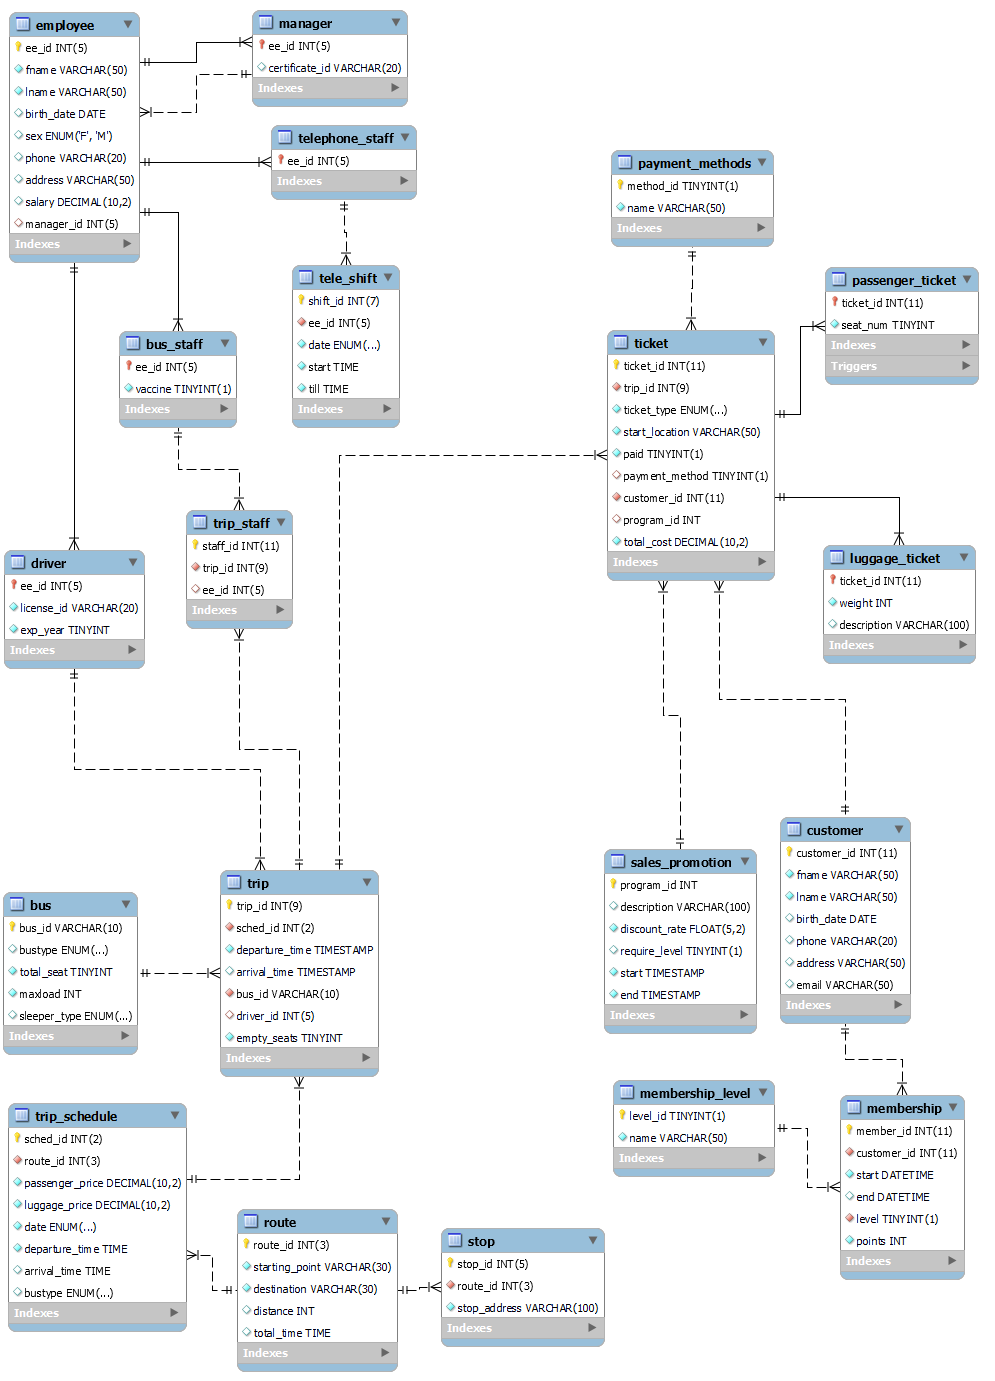 employee
ee_id INT(5)
fname VARCHAR(50)
lname VARCHAR(50)
birth_date DATE
sex ENUM('F', 'M')
phone VARCHAR(20)
address VARCHAR(50)
salary DECIMAL(10,2)
manager_id INT(5)
Indexes
manager
ee_id INT(5)
certificate_id VARCHAR(20)
Indexes
telephone_staff
ee_id INT(5)
Indexes
tele_shift
shift_id INT(7)
ee_id INT(5)
date ENUM(...)
start TIME
till TIME
Indexes
bus_staff
ee_id INT(5)
vaccine TINYINT(1)
Indexes
payment_methods
method_id TINYINT(1)
name VARCHAR(50)
Indexes
passenger_ticket
ticket_id INT(11)
seat_num TINYINT
Indexes
Triggers
ticket
ticket_id INT(11)
trip_id INT(9)
ticket_type ENUM(...)
start_location VARCHAR(50)
paid TINYINT(1)
payment_method TINYINT(1)
customer_id INT(11)
program_id INT
total_cost DECIMAL(10,2)
Indexes
luggage_ticket
ticket_id INT(11)
weight INT
description VARCHAR(100)
Indexes
trip_staff
staff_id INT(11)
trip_id INT(9)
ee_id INT(5)
Indexes
driver
ee_id INT(5)
license_id VARCHAR(20)
exp_year TINYINT
Indexes
bus
bus_id VARCHAR(10)
bustype ENUM(...)
total_seat TINYINT
maxload INT
sleeper_type ENUM(...)
Indexes
trip
trip_id INT(9)
sched_id INT(2)
departure_time TIMESTAMP
arrival_time TIMESTAMP
bus_id VARCHAR(10)
driver_id INT(5)
empty_seats TINYINT
Indexes
sales_promotion
program_id INT
description VARCHAR(100)
discount_rate FLOAT(5,2)
require_level TINYINT(1)
start TIMESTAMP
end TIMESTAMP
Indexes
customer
customer_id INT(11)
fname VARCHAR(50)
lname VARCHAR(50)
birth_date DATE
phone VARCHAR(20)
address VARCHAR(50)
email VARCHAR(50)
Indexes
trip_schedule
sched_id INT(2)
route_id INT(3)
passenger_price DECIMAL(10,2)
luggage_price DECIMAL(10,2)
date ENUM(...)
departure_time TIME
arrival_time TIME
bustype ENUM(...)
Indexes
route
route_id INT(3)
starting_point VARCHAR(30)
destination VARCHAR(30)
distance INT
total_time TIME
Indexes
stop
stop_id INT(5)
route_id INT(3)
stop_address VARCHAR(100)
Indexes
membership_level
level_id TINYINT(1)
name VARCHAR(50)
Indexes
membership
member_id INT(11)
customer_id INT(11)
start DATETIME
end DATETIME
level TINYINT(1)
points INT
Indexes